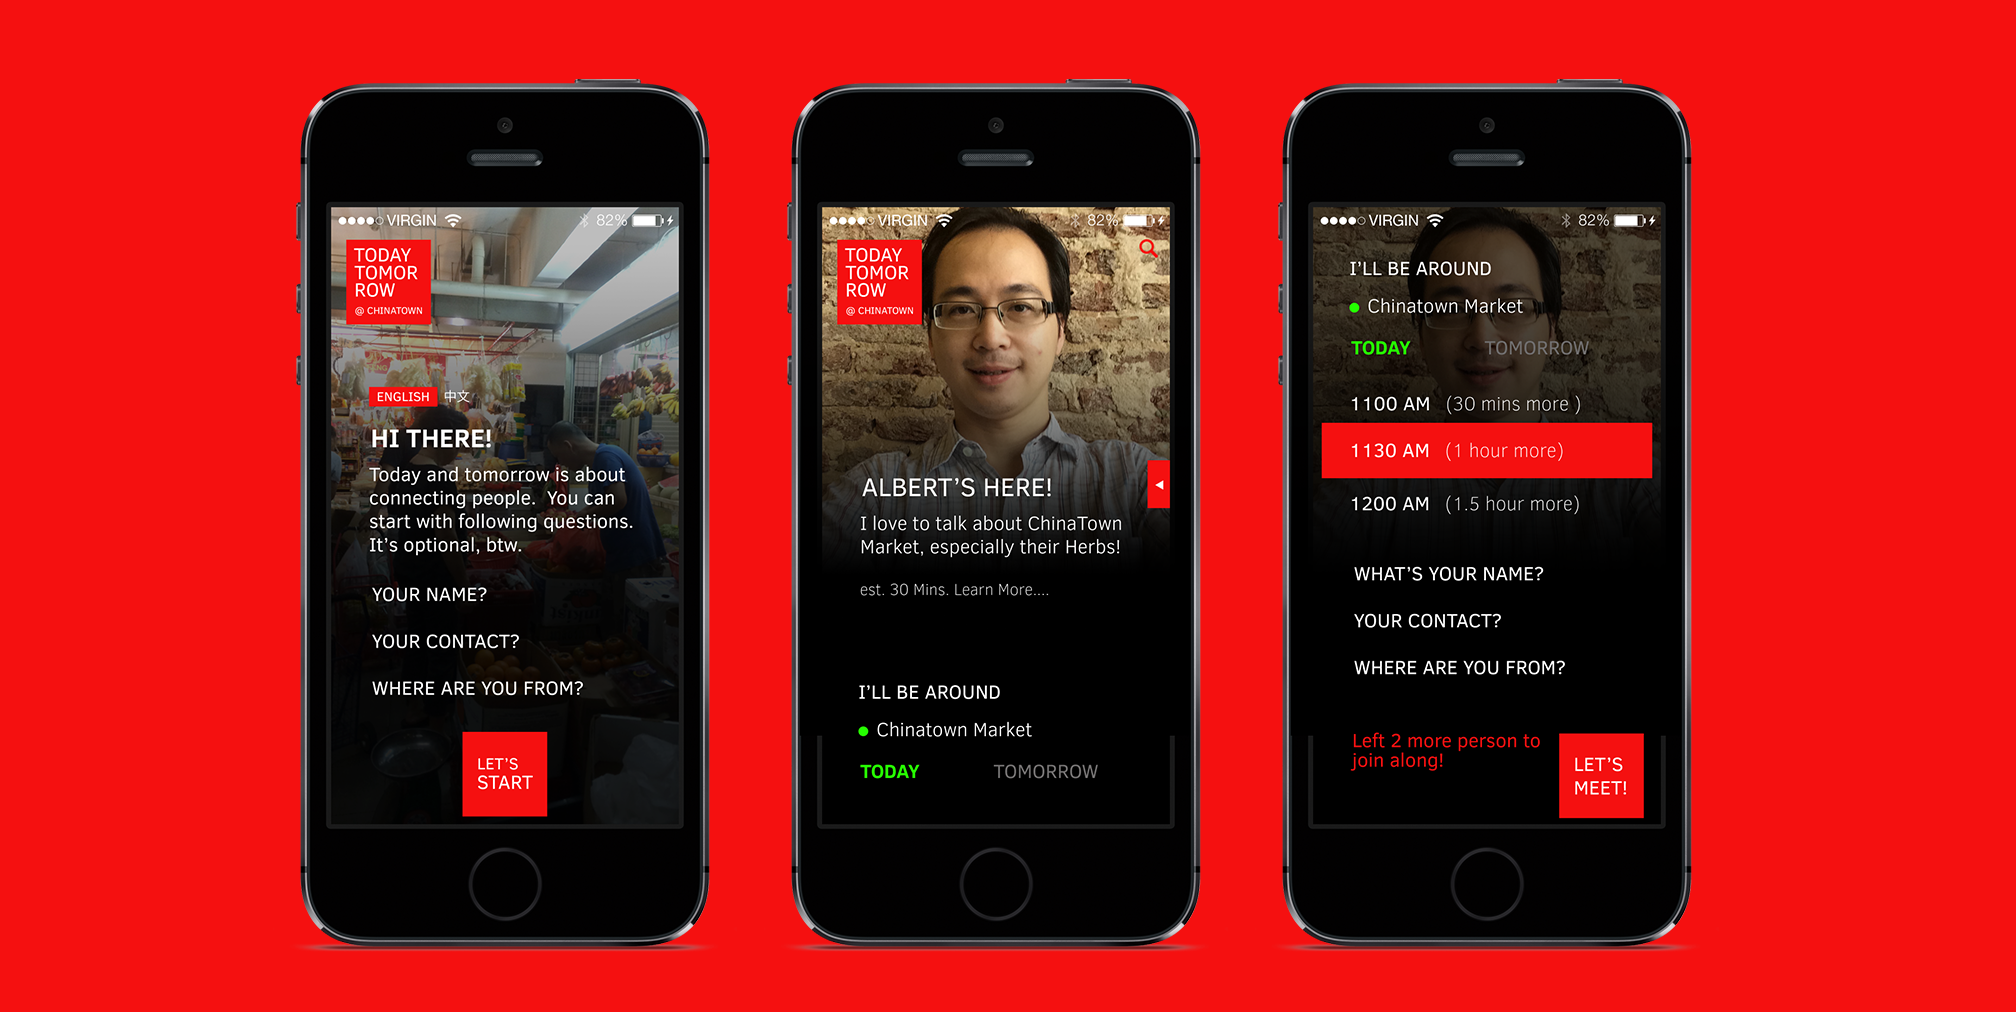 VIRGIN 82%
TODAY
TOMOR
ROW
@ CHINATOWN
ENGLISH 中文
HI THERE!
Today and tomorrow is about
connecting people. You can
start with following questions.
It's optional, btw.
YOUR NAME?
YOUR CONTACT?
WHERE ARE YOU FROM?
LET'S
START
VIRGIN 82%
TODAY
TOMOR
ROW
@ CHINATOWN
ALBERT'S HERE!
I love to talk about ChinaTown
Market, especially their Herbs!
est. 30 Mins. Learn More....
I'LL BE AROUND
Chinatown Market
TODAY TOMORROW
VIRGIN 82%
I'LL BE AROUND
Chinatown Market
TODAY TOMORROW
1100 AM (30 mins more )
1130 AM (1 hour more)
1200 AM (1.5 hour more)
WHAT'S YOUR NAME?
YOUR CONTACT?
WHERE ARE YOU FROM?
Left 2 more person to
join along!
LET'S
MEET!